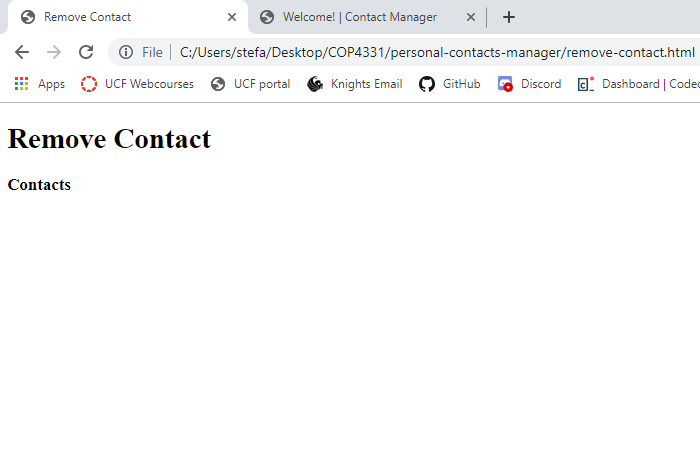 Remove Contact
Welcome! | Contact Manager
File | C:/Users/stefa/Desktop/COP4331/personal-contacts-manager/remove-contact.html
Apps UCF Webcourses UCF portal Knights Email GitHub Discord Dashboard | Codec
Remove Contact
Contacts